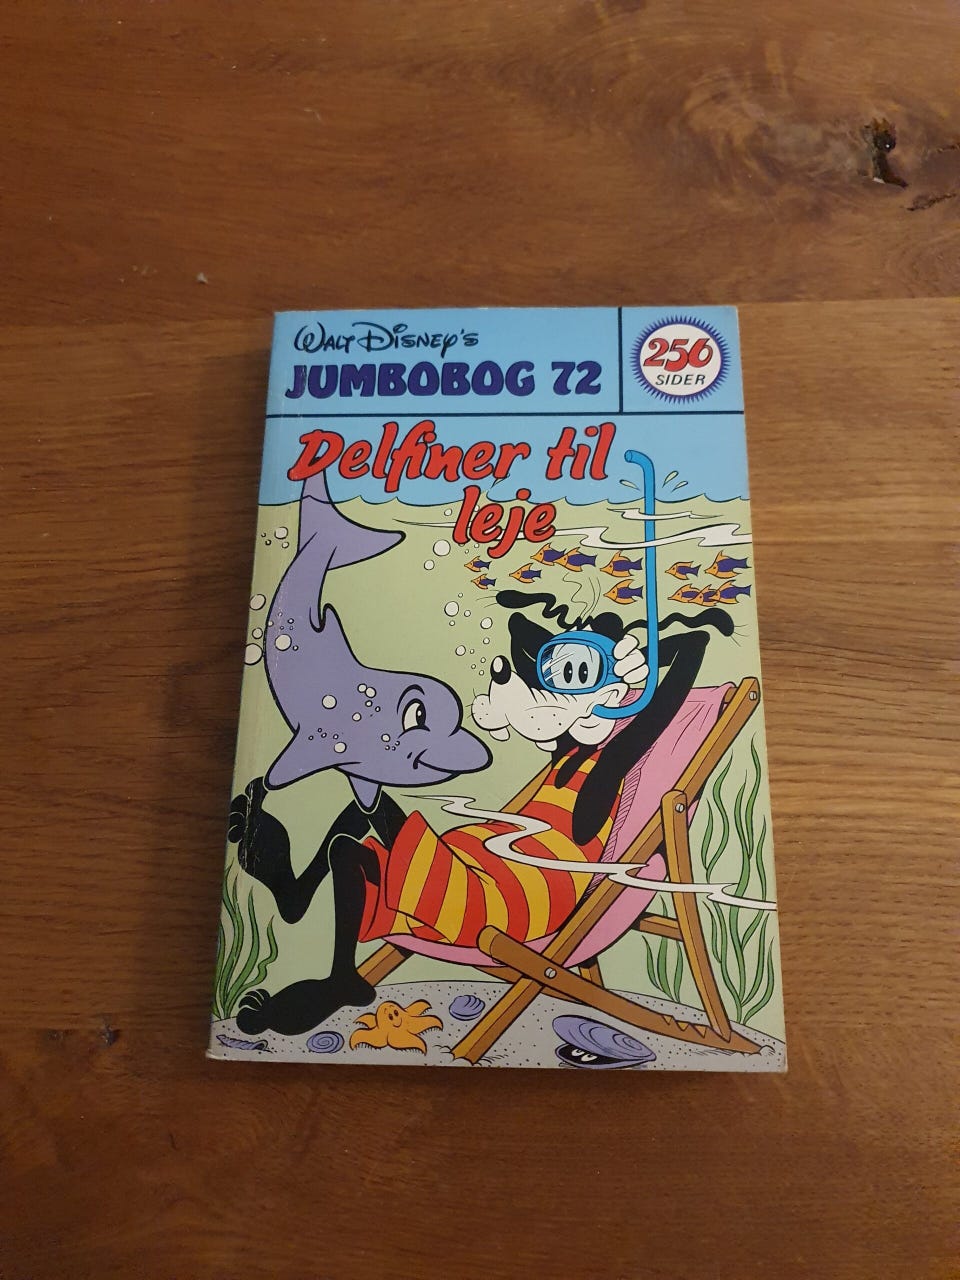 Walt Disney's
JUMBOBOG 72
256
SIDER
Delfiner til
leje